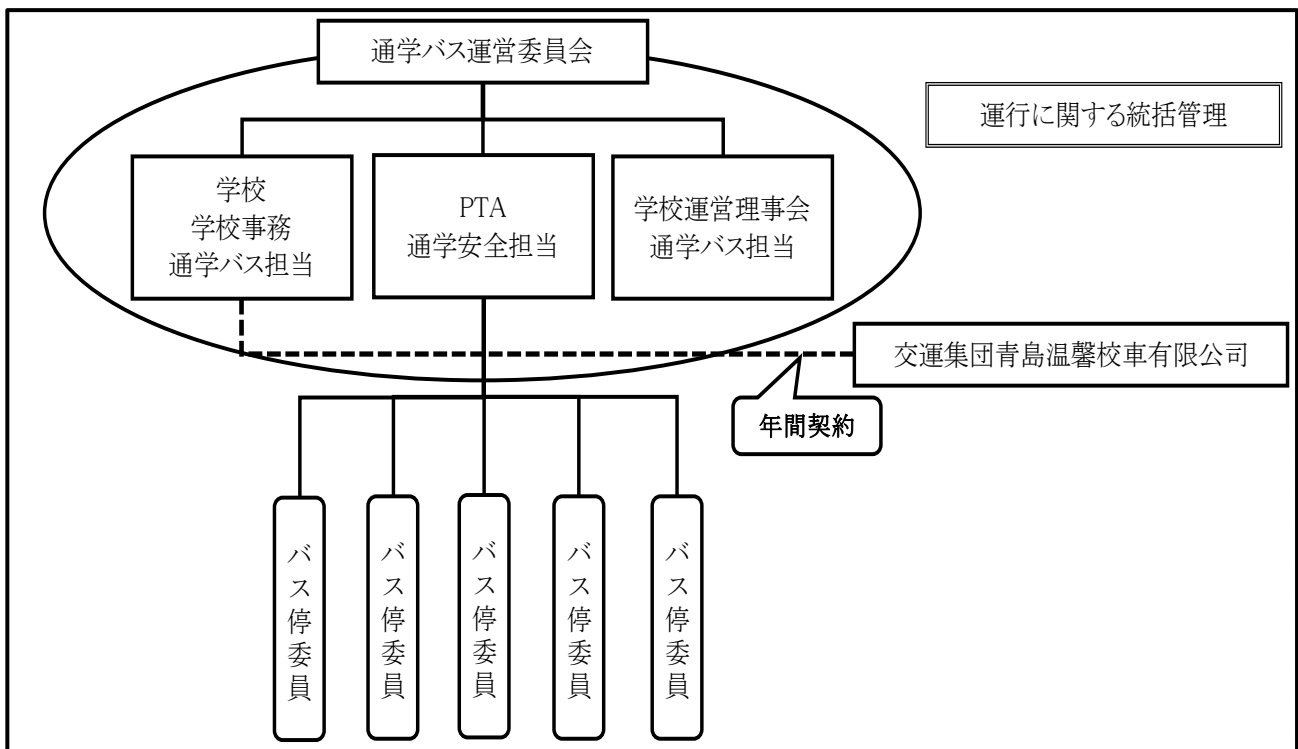 通学バス運営委員会
運行に関する統括管理
学校
学校事務
通学バス担当
PTA
通学安全担当
学校運営理事会
通学バス担当
交運集団青島温馨校車有限公司
年間契約
バス停委員
バス停委員
バス停委員
バス停委員
バス停委員